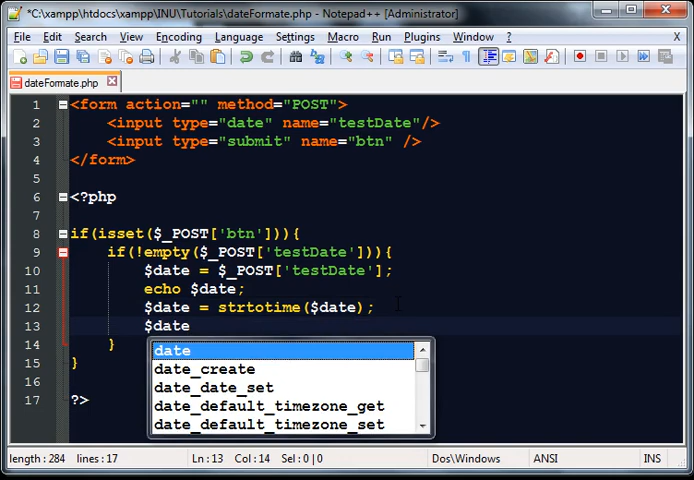 *C:\xampp\htdocs\xampp\INU\Tutorials\dateFormate.php - Notepad++ [Administrator]
File Edit Search View Encoding Language Settings Macro Run Plugins Window ? X
dateFormate.php
1 <form action="" method="POST">
2 <input type="date" name="testDate"/>
3 <input type="submit" name="btn" />
4 </form>
5
6 <?php
7
8 if(isset($_POST['btn'])){
9 if(!empty($_POST['testDate'])){
10 $date = $_POST['testDate'];
11 echo $date;
12 $date = strtotime($date);
13 $date
date
14 }
date_create
15 }
date_date_set
16
date_default_timezone_get
17 ?>
date_default_timezone_set
length: 284 lines: 17 Ln:13 Col:14 Sel:0|0 Dos\Windows ANSI INS